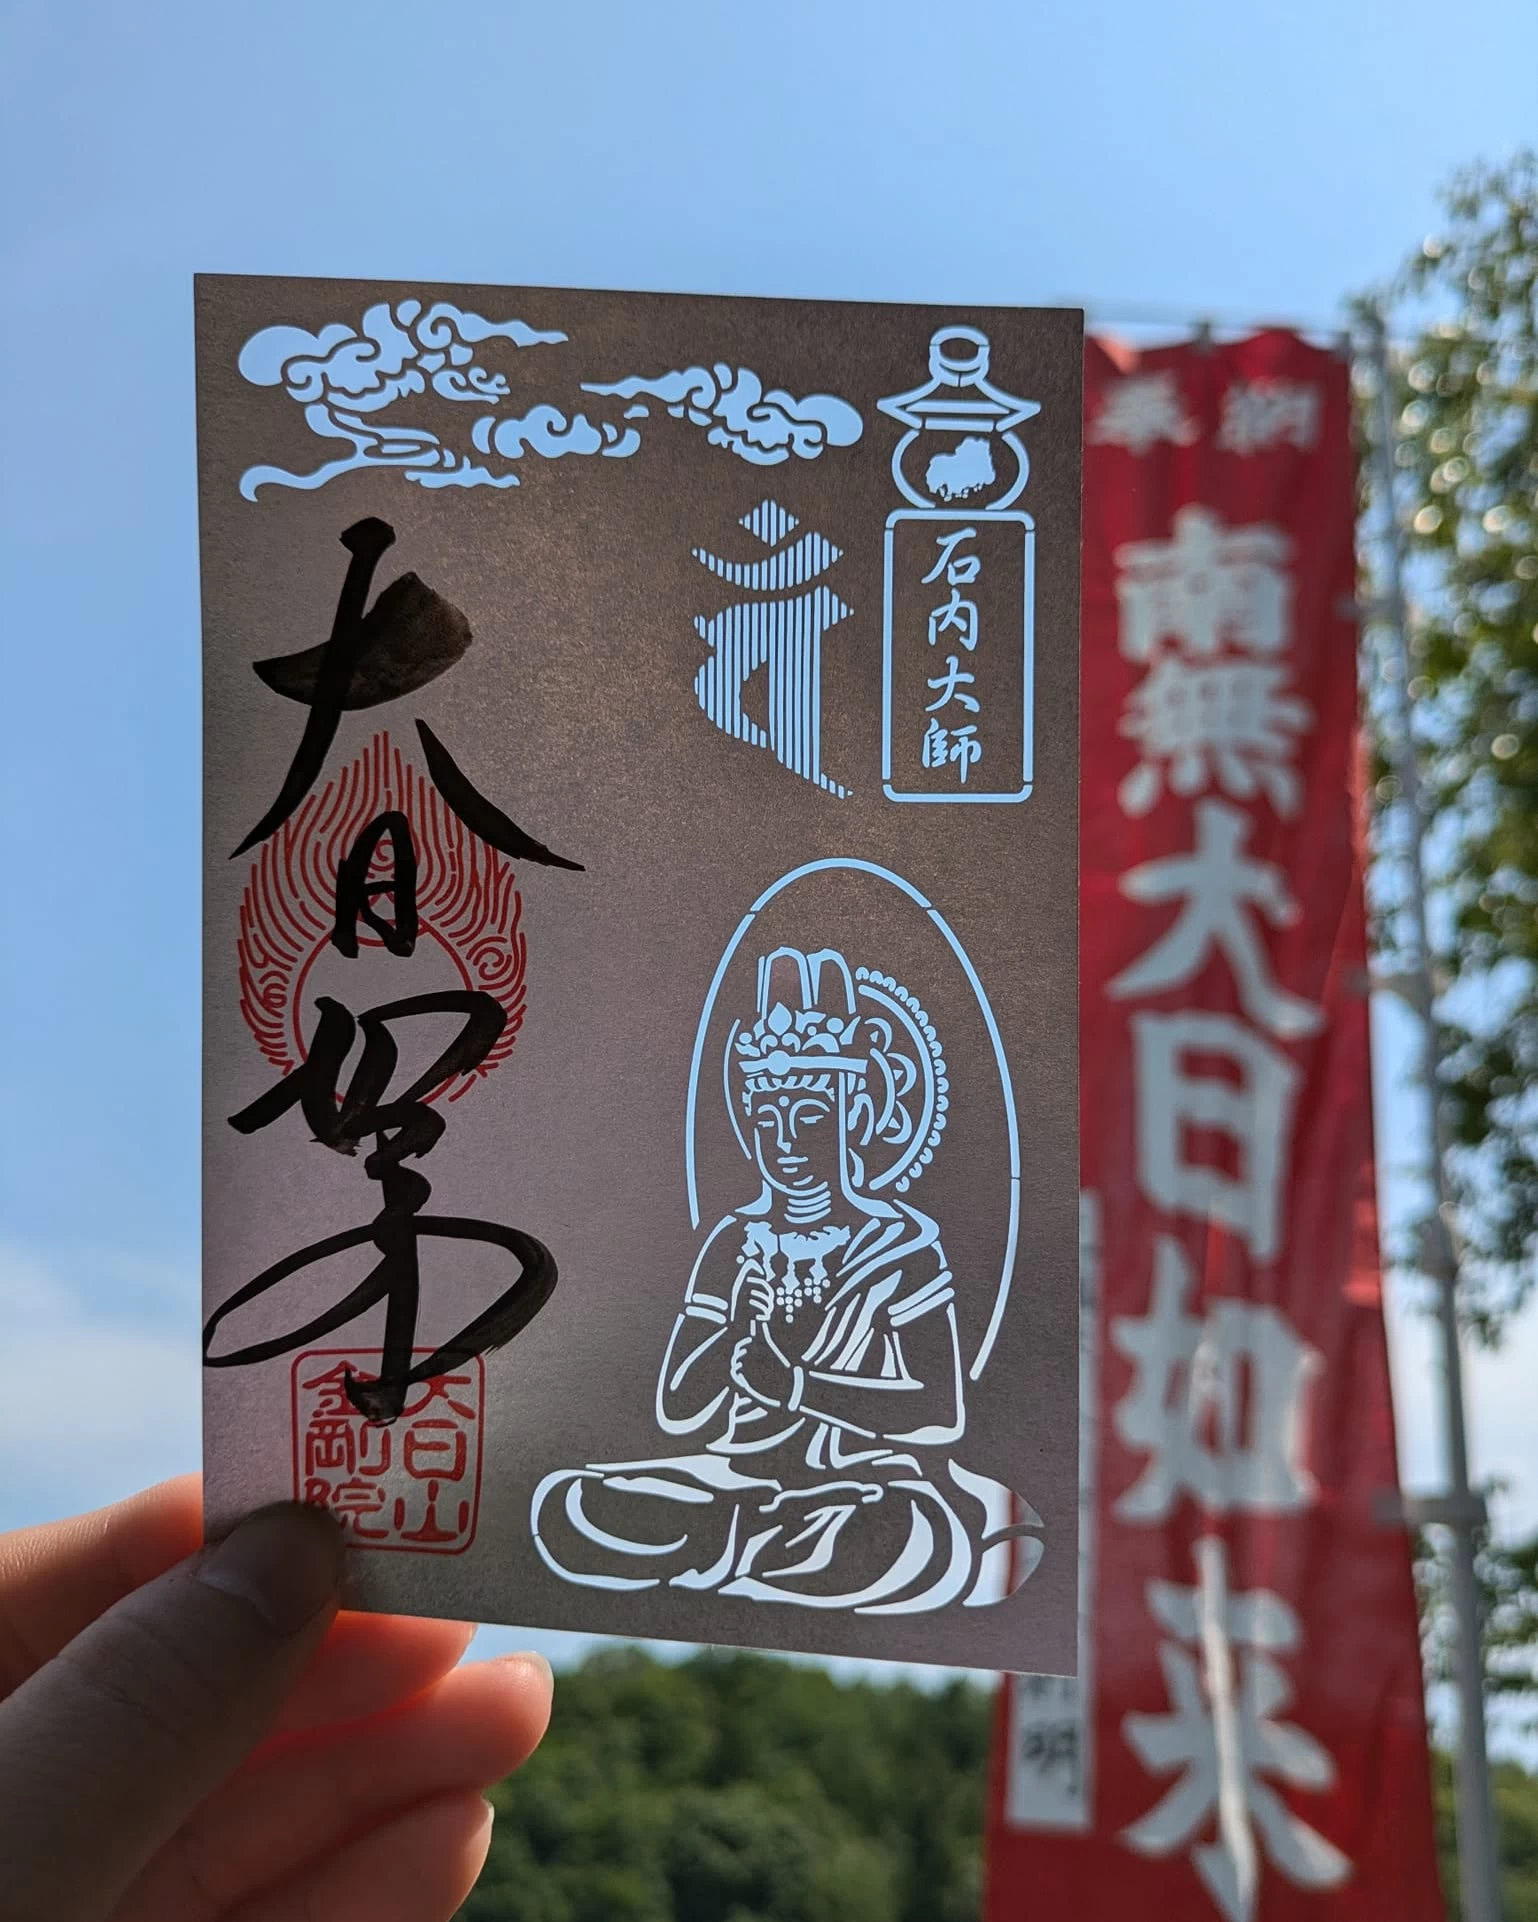 石内大師
大日如来
大日山
金剛院
奉納
南無大日如来
明